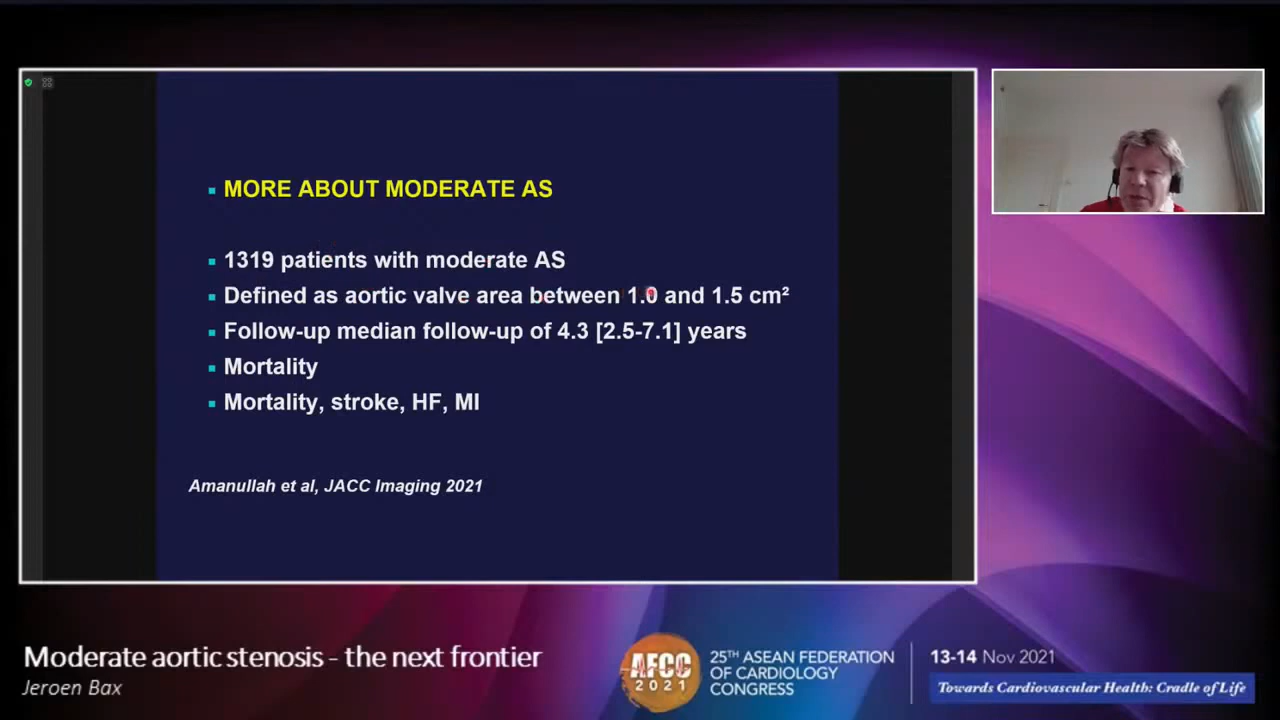 MORE ABOUT MODERATE AS
1319 patients with moderate AS
Defined as aortic valve area between 1.0 and 1.5 cm²
Follow-up median follow-up of 4.3 [2.5-7.1] years
Mortality
Mortality, stroke, HF, MI
Amanullah et al, JACC Imaging 2021
Moderate aortic stenosis - the next frontier
Jeroen Bax
AFCC
2021
25TH ASEAN FEDERATION
OF CARDIOLOGY
CONGRESS
13-14 Nov 2021
Towards Cardiovascular Health: Cradle of Life